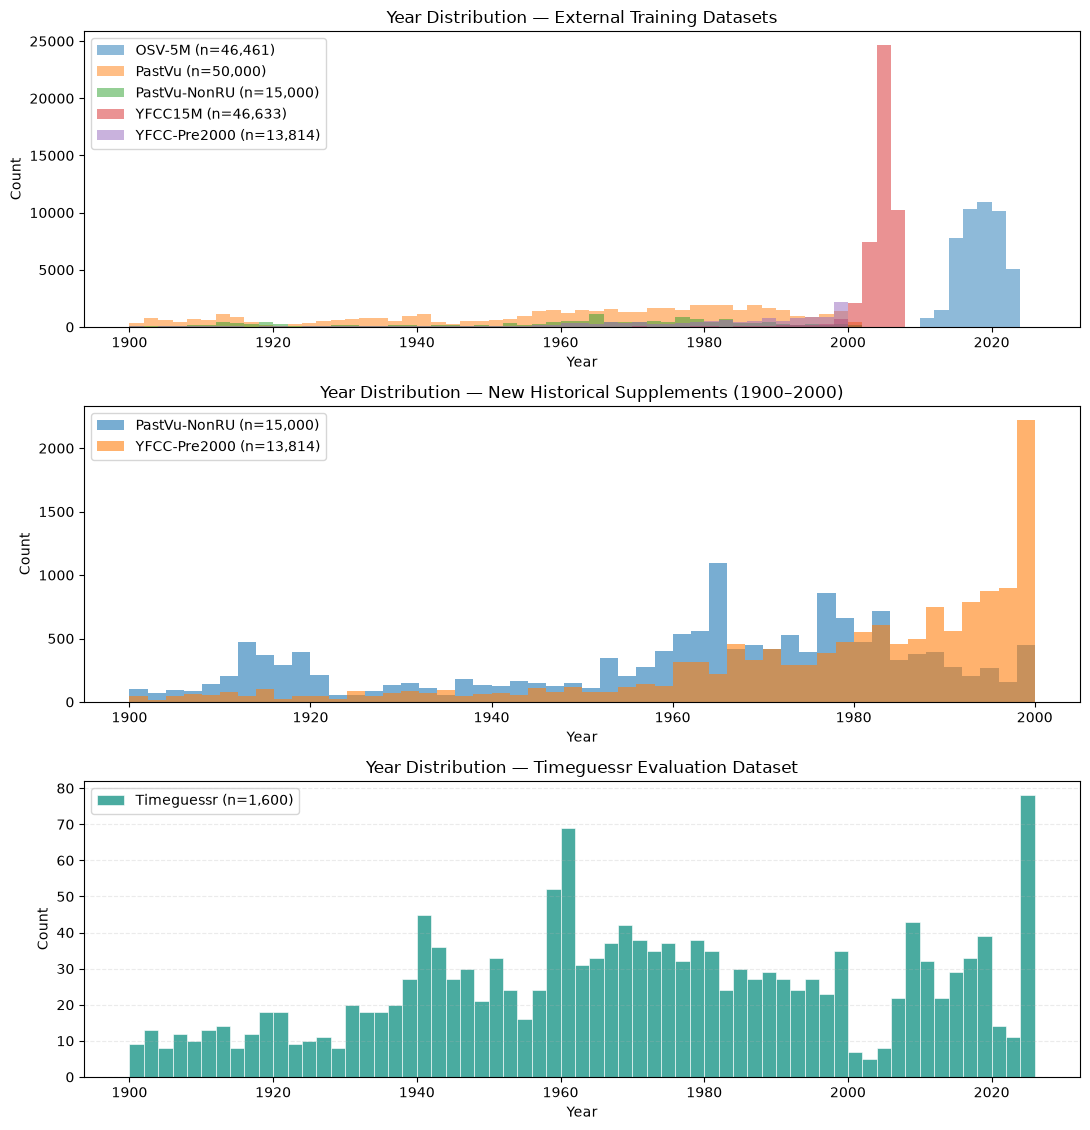 Year Distribution — External Training Datasets
25000
20000
15000
10000
5000
0
Count
OSV-5M (n=46,461)
PastVu (n=50,000)
PastVu-NonRU (n=15,000)
YFCC15M (n=46,633)
YFCC-Pre2000 (n=13,814)
1900 1920 1940 1960 1980 2000 2020
Year
Year Distribution — New Historical Supplements (1900–2000)
2000
1500
1000
500
0
Count
PastVu-NonRU (n=15,000)
YFCC-Pre2000 (n=13,814)
1900 1920 1940 1960 1980 2000
Year
Year Distribution — Timeguessr Evaluation Dataset
80
70
60
50
40
30
20
10
0
Count
Timeguessr (n=1,600)
1900 1920 1940 1960 1980 2000 2020
Year